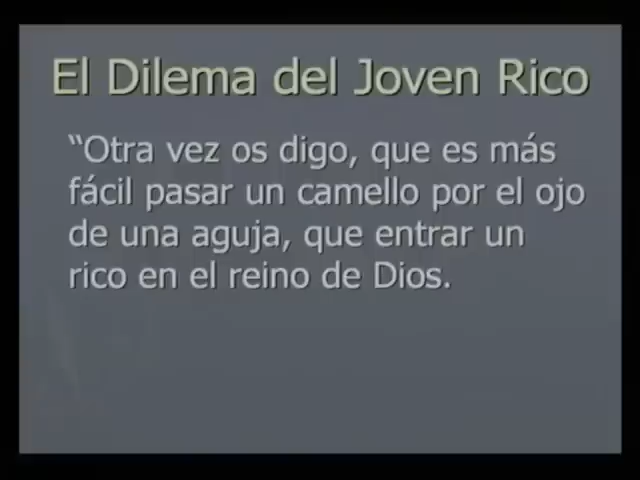 El Dilema del Joven Rico
“Otra vez os digo, que es más
fácil pasar un camello por el ojo
de una aguja, que entrar un
rico en el reino de Dios.